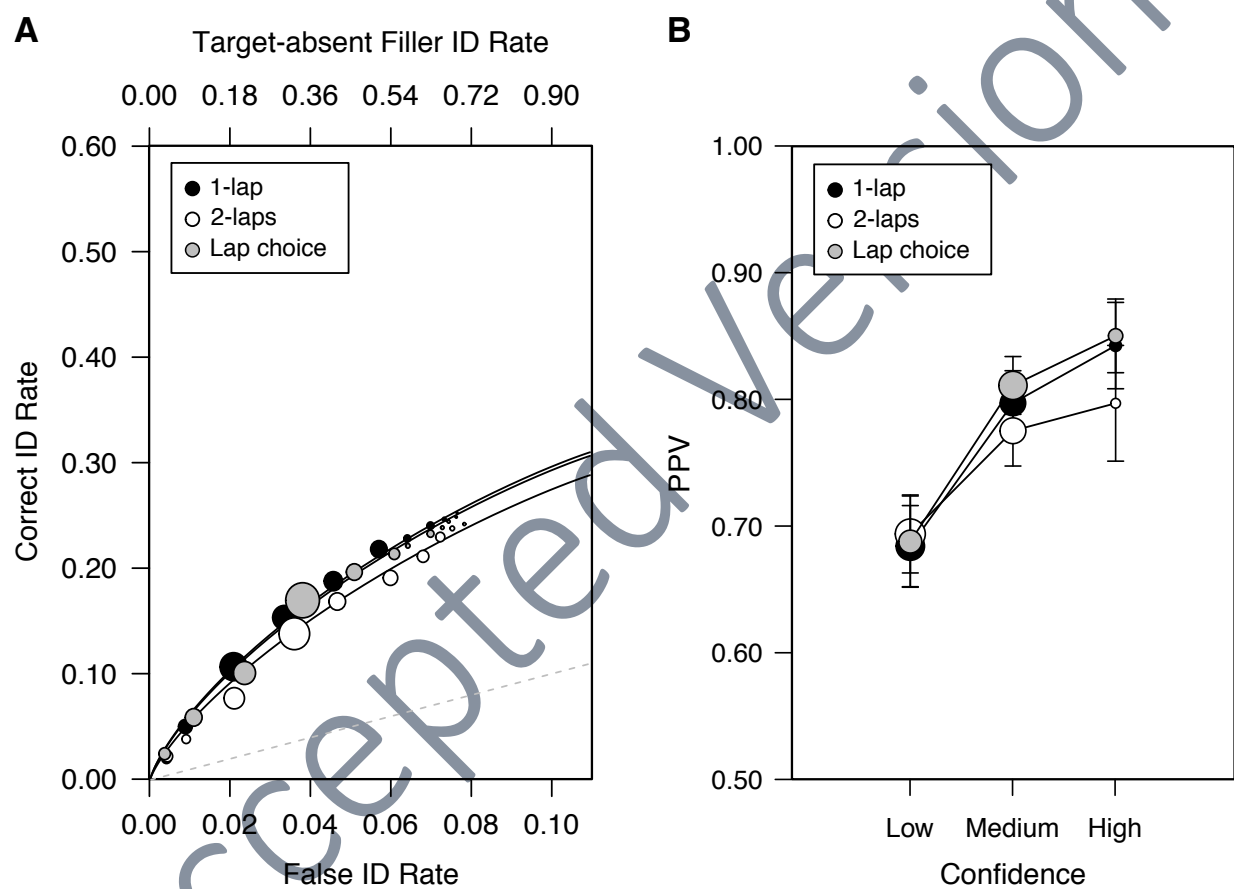 A
Target-absent Filler ID Rate
0.00 0.18 0.36 0.54 0.72 0.90
0.60
0.50
0.40
0.30
0.20
0.10
0.00
Correct ID Rate
1-lap
2-laps
Lap choice
0.00 0.02 0.04 0.06 0.08 0.10
False ID Rate
B
1.00
0.90
0.80
0.70
0.60
0.50
PPV
1-lap
2-laps
Lap choice
Low Medium High
Confidence
ccepted Version